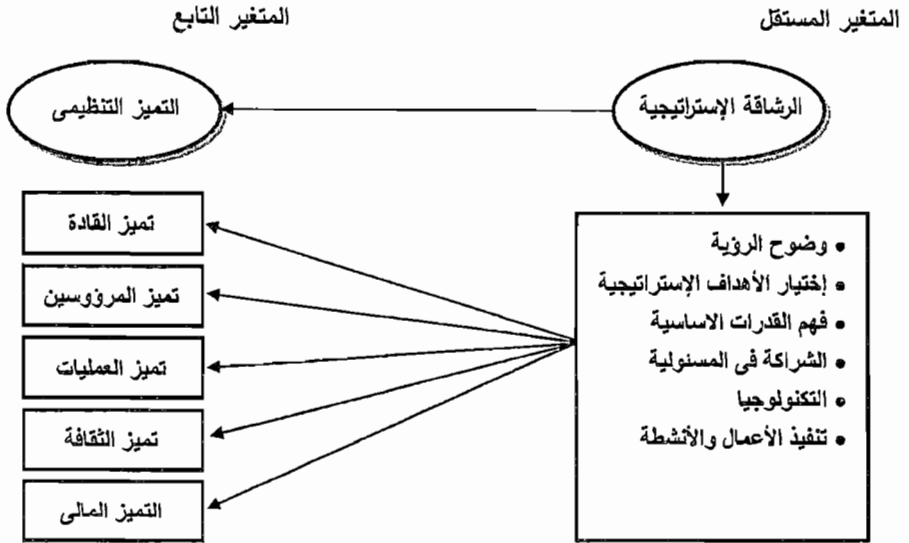 المتغير المستقل
المتغير التابع
الرشاقة الإستراتيجية
التميز التنظيمى
• وضوح الرؤية
• إختيار الأهداف الإستراتيجية
• فهم القدرات الاساسية
• الشراكة فى المسئولية
• التكنولوجيا
• تنفيذ الأعمال والأنشطة
تميز القادة
تميز المرؤوسين
تميز العمليات
تميز الثقافة
التميز المالى